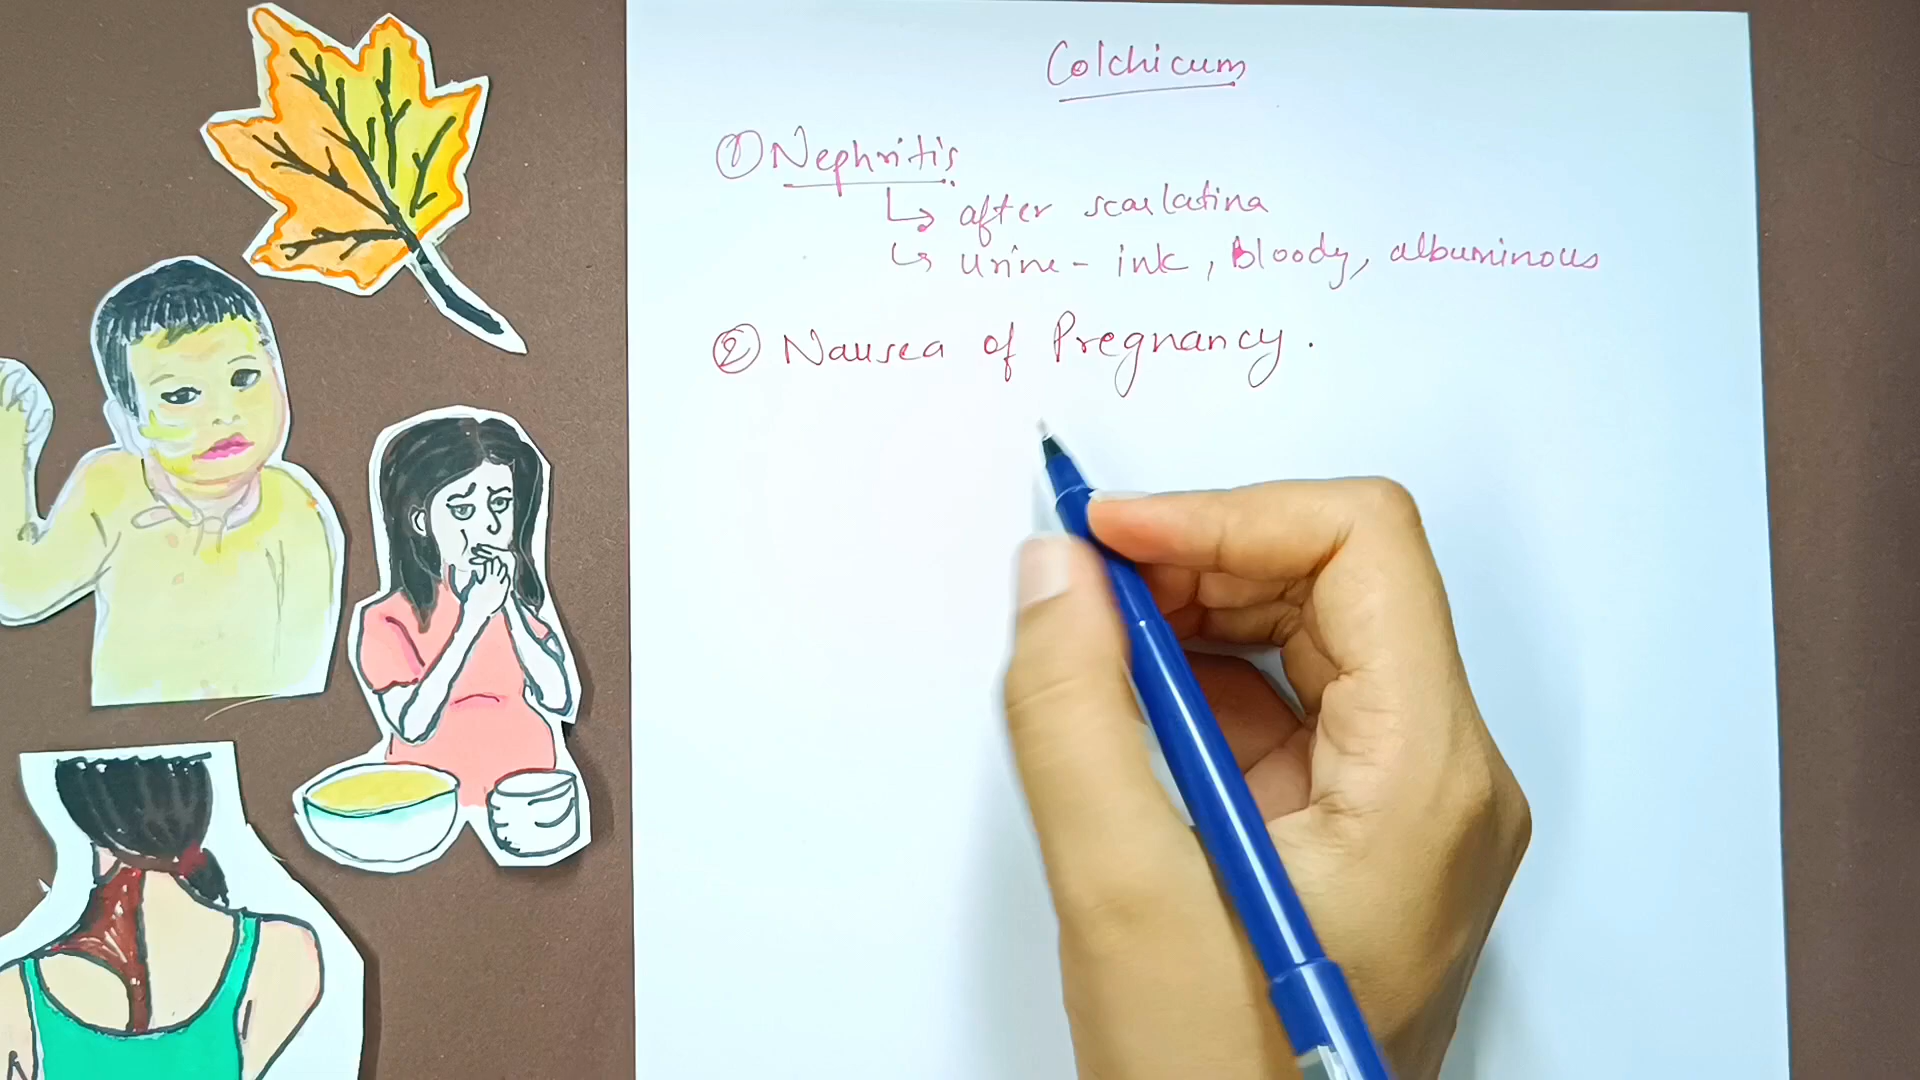 Colchicum
① Nephritis
↳ after scarlatina
↳ urine - ink, bloody, albuminous
② Nausea of Pregnancy.